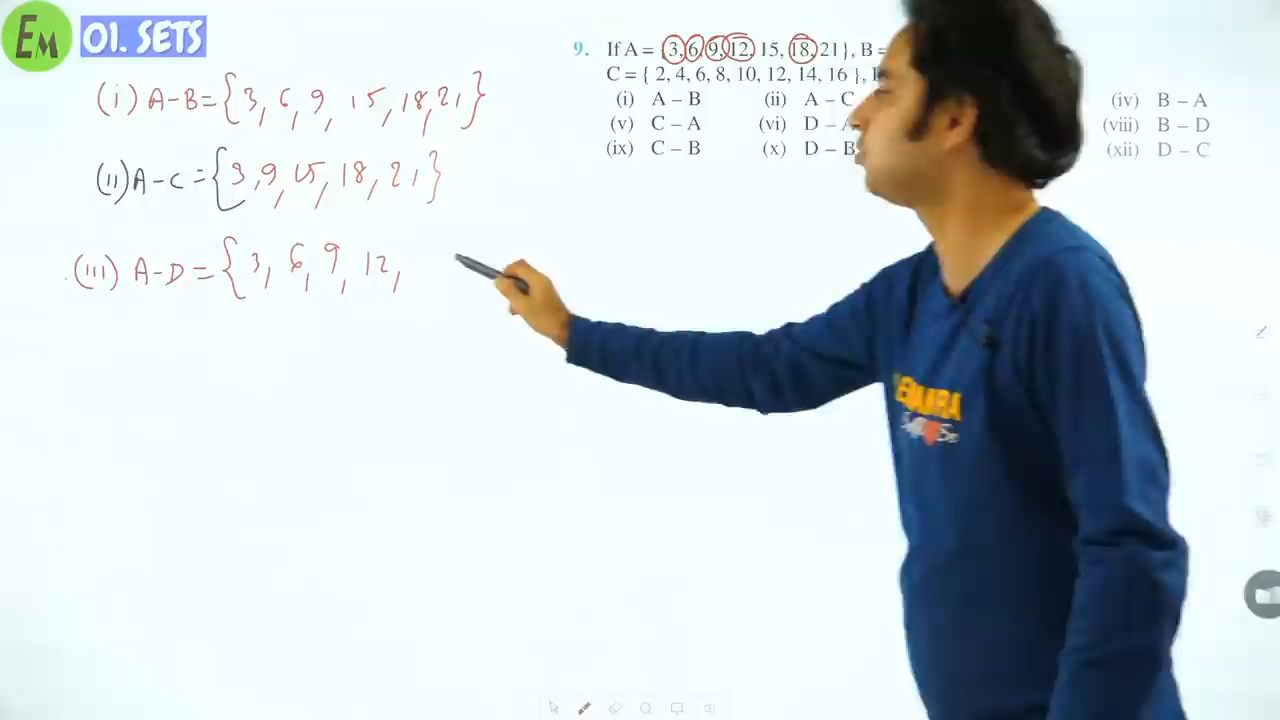 EM 01. SETS
9. If A = {3, 6, 9, 12, 15, 18, 21 }, B =
C = { 2, 4, 6, 8, 10, 12, 14, 16 },
(i) A – B (ii) A – C (iv) B – A
(v) C – A (vi) D – A (viii) B – D
(ix) C – B (x) D – B (xii) D – C
(i) A-B={3, 6, 9, 15, 18, 21}
(ii) A-C={3,9, 15, 18, 21}
(iii) A-D={3, 6, 9, 12,